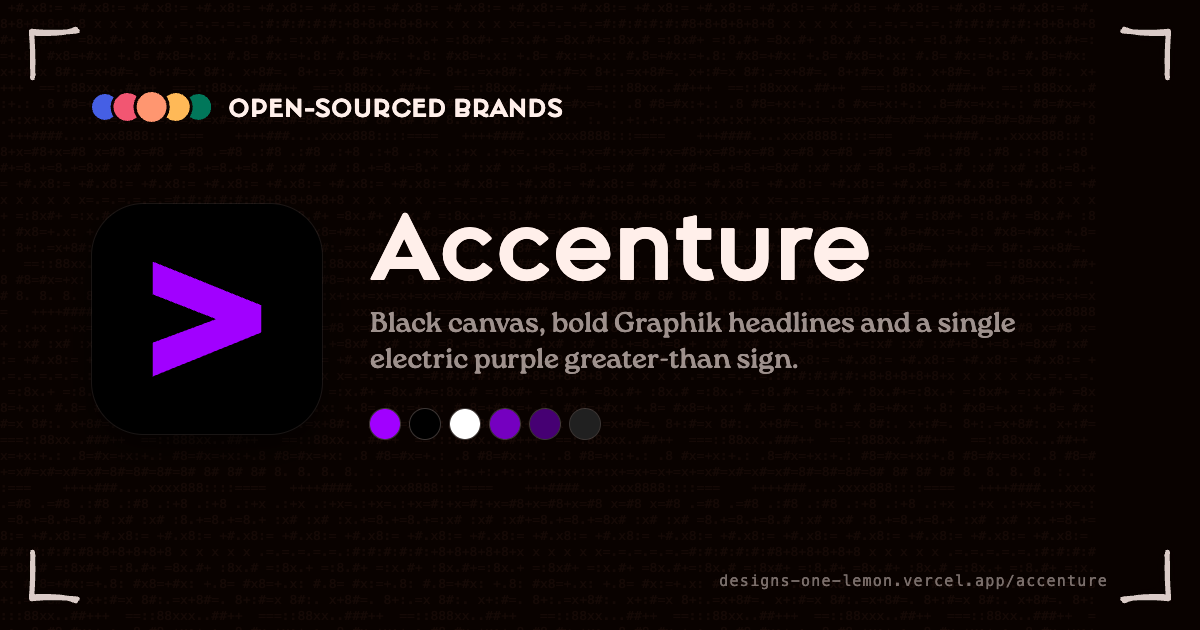 OPEN-SOURCED BRANDS
Accenture
Black canvas, bold Graphik headlines and a single
electric purple greater-than sign.
designs-one-lemon.vercel.app/accenture